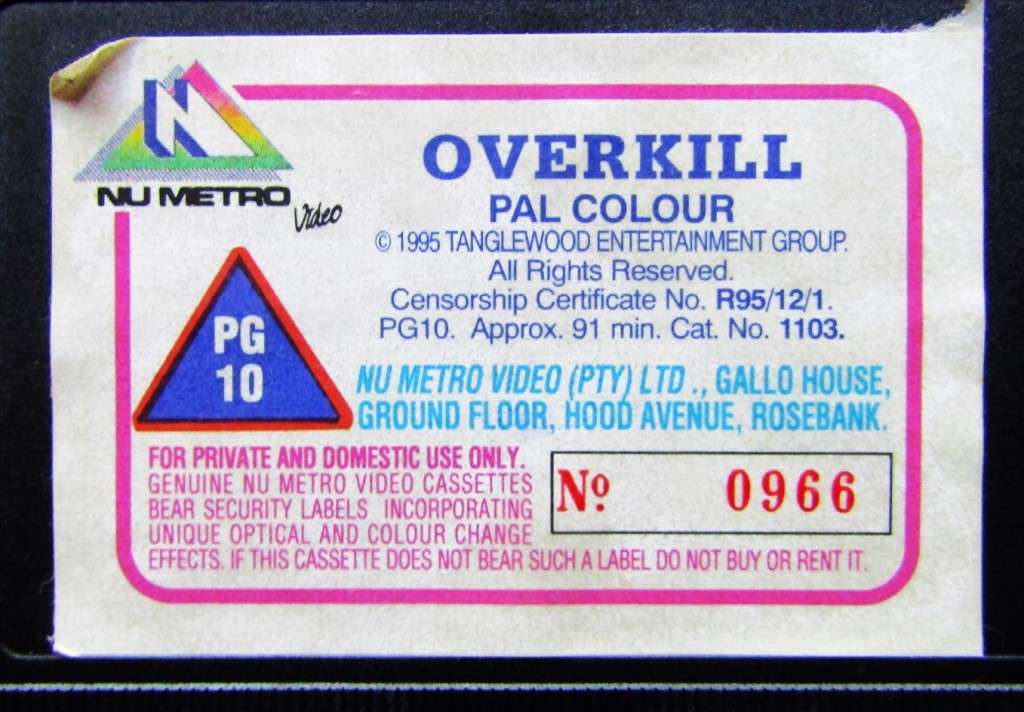 N
NU METRO
Video
OVERKILL
PAL COLOUR
© 1995 TANGLEWOOD ENTERTAINMENT GROUP.
All Rights Reserved.
Censorship Certificate No. R95/12/1.
PG10. Approx. 91 min. Cat. No. 1103.
PG
10
NU METRO VIDEO (PTY) LTD ., GALLO HOUSE,
GROUND FLOOR, HOOD AVENUE, ROSEBANK.
FOR PRIVATE AND DOMESTIC USE ONLY.
GENUINE NU METRO VIDEO CASSETTES
BEAR SECURITY LABELS INCORPORATING
UNIQUE OPTICAL AND COLOUR CHANGE
EFFECTS. IF THIS CASSETTE DOES NOT BEAR SUCH A LABEL DO NOT BUY OR RENT IT.
Nº 0966